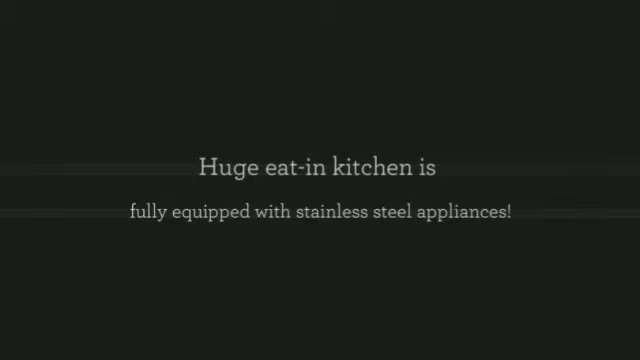 Huge eat-in kitchen is
fully equipped with stainless steel appliances!